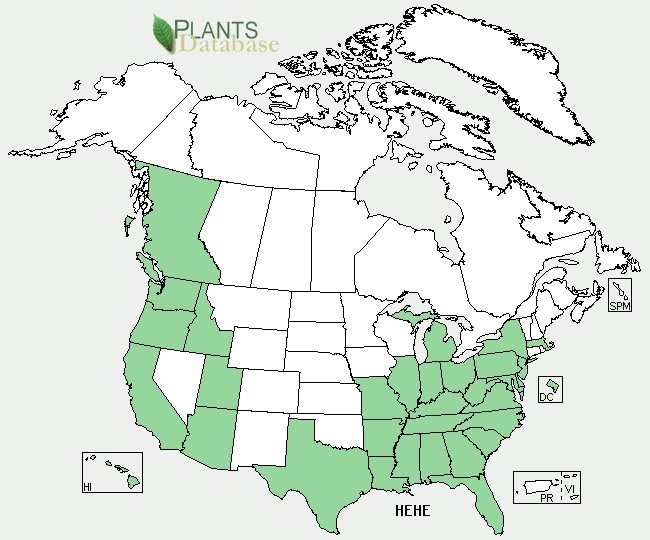 PLANTS
Database
SPM
DC
HI
PR
VI
HEHE